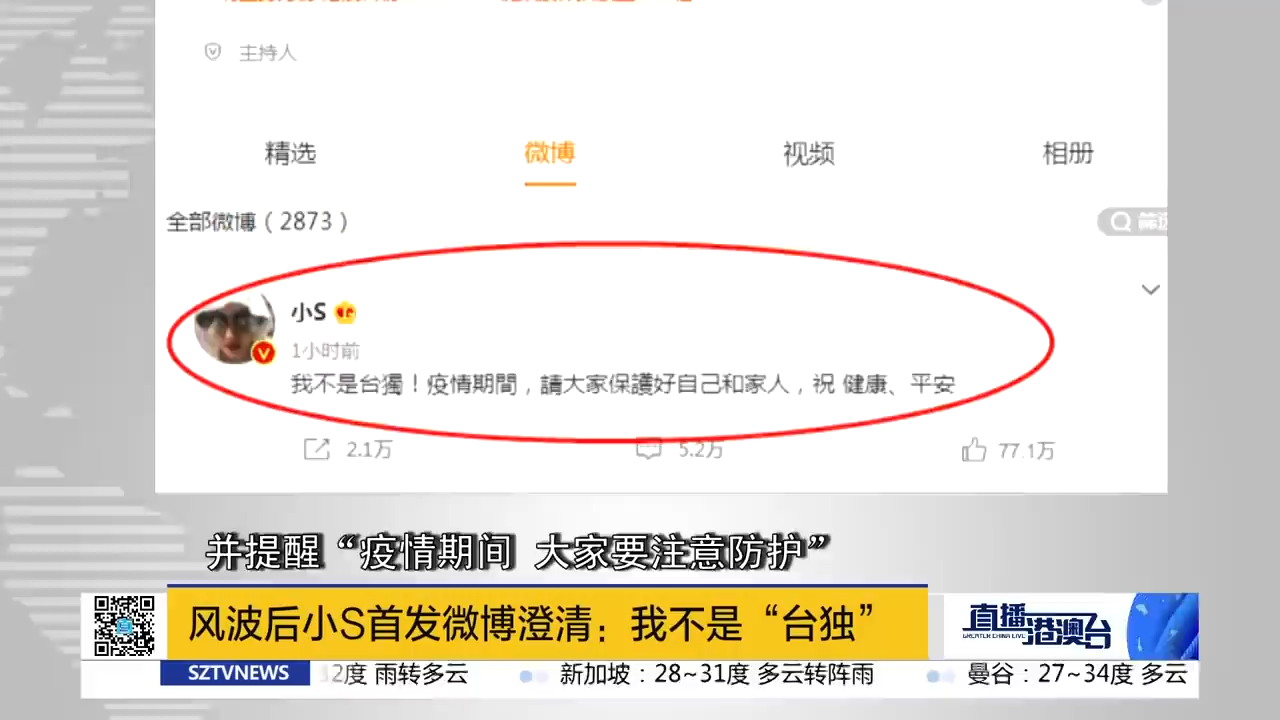 主持人
精选
微博
视频
相册
全部微博（2873）
小S
1小时前
我不是台獨！疫情期間，請大家保護好自己和家人，祝 健康、平安
2.1万
5.2万
77.1万
并提醒“疫情期间 大家要注意防护”
风波后小S首发微博澄清：我不是“台独”
直播港澳台
GREATER CHINA LIVE
SZTVNEWS
2度 雨转多云
新加坡：28~31度 多云转阵雨
曼谷：27~34度 多云